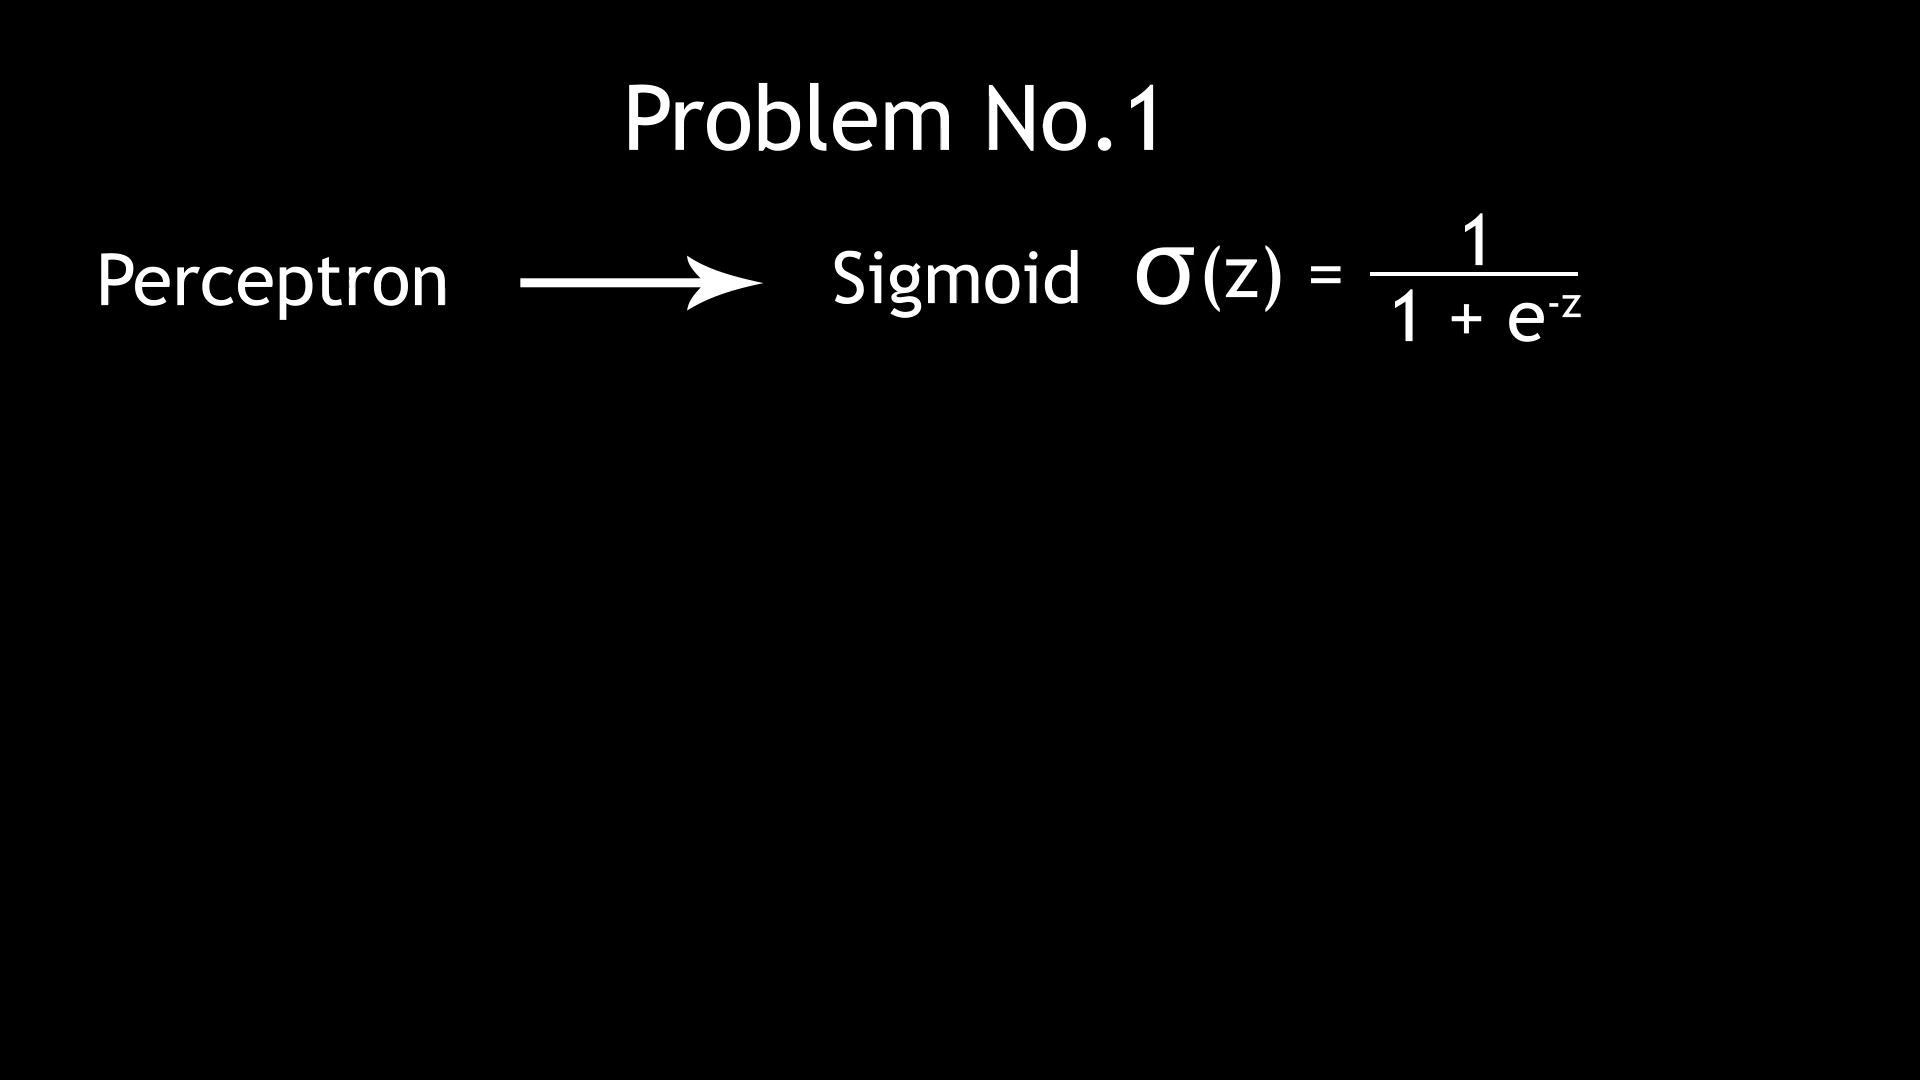 Problem No.1
Perceptron → Sigmoid σ(z) = 1 / 1 + e⁻ᶻ